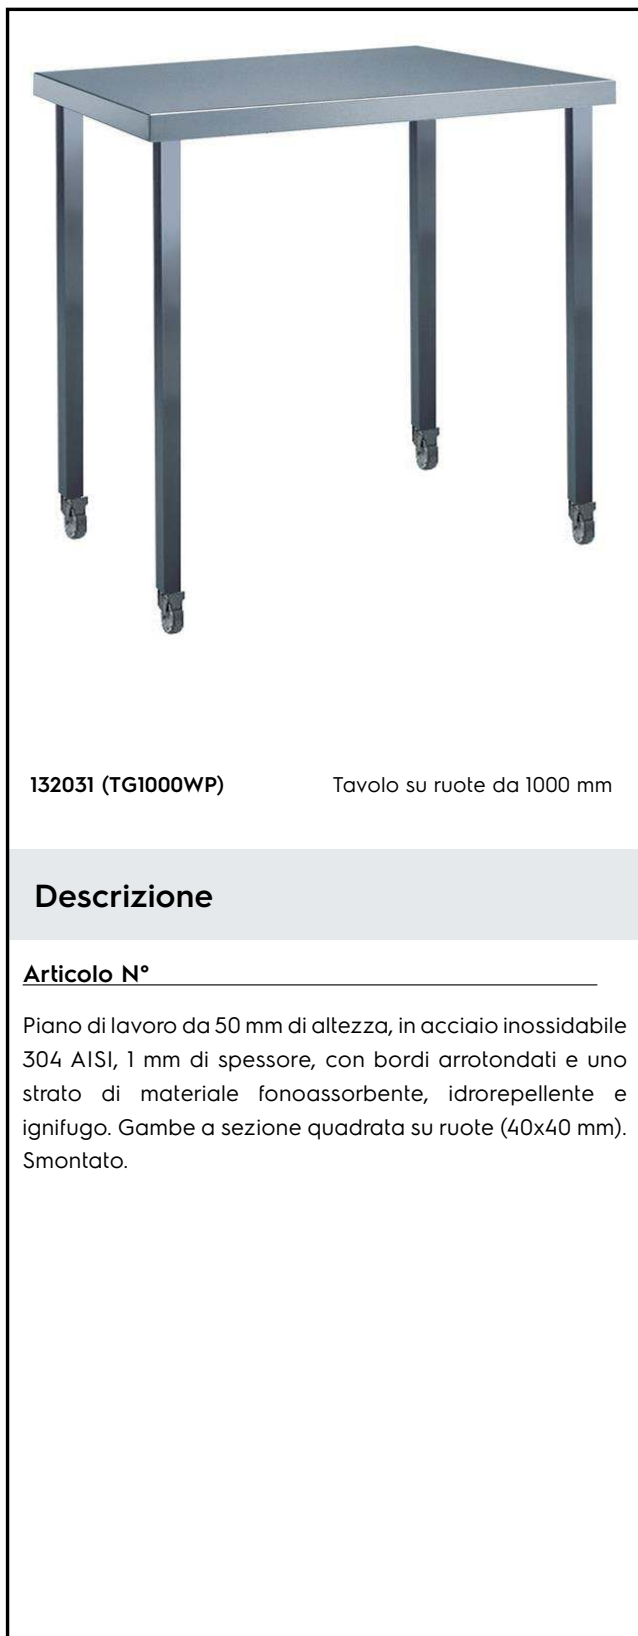 132031 (TG1000WP) Tavolo su ruote da 1000 mm
Descrizione
Articolo N°
Piano di lavoro da 50 mm di altezza, in acciaio inossidabile
304 AISI, 1 mm di spessore, con bordi arrotondati e uno
strato di materiale fonoassorbente, idrorepellente e
ignifugo. Gambe a sezione quadrata su ruote (40x40 mm).
Smontato.